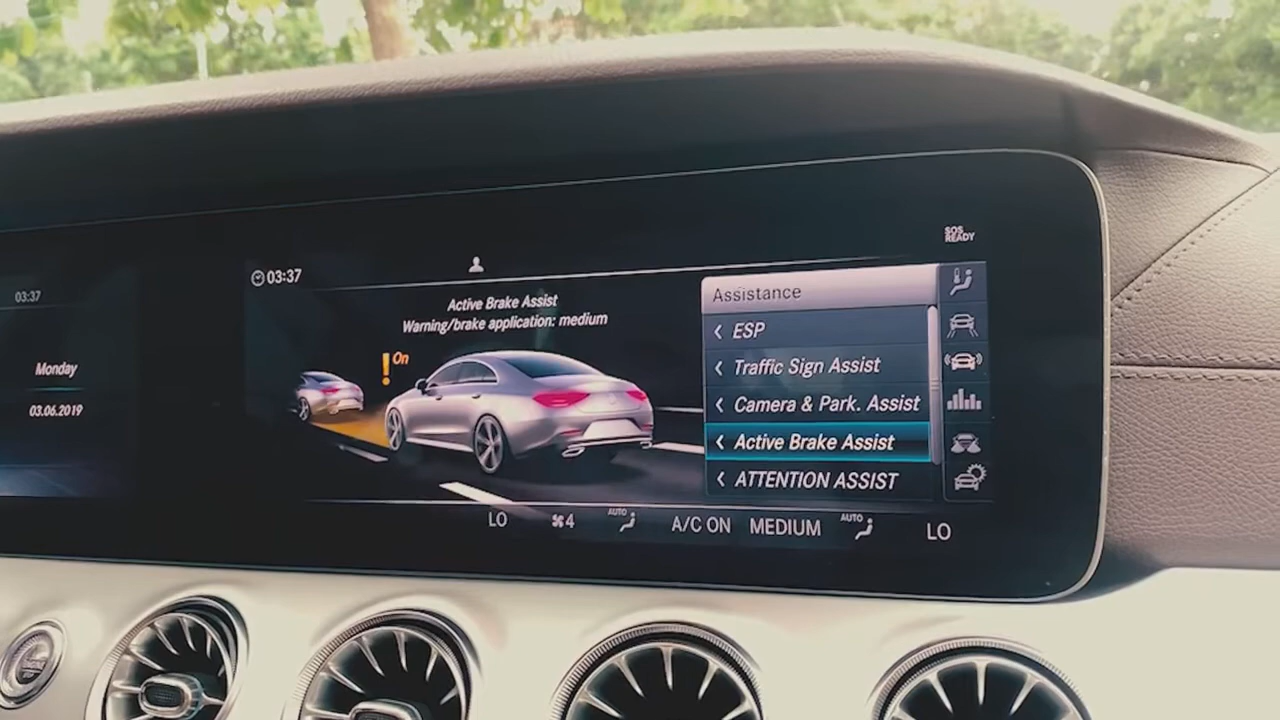 SOS
READY
03:37
03:37
Active Brake Assist
Warning/brake application: medium
On
Monday
03.06.2019
Assistance
ESP
Traffic Sign Assist
Camera & Park. Assist
Active Brake Assist
ATTENTION ASSIST
LO
4
AUTO
A/C ON
MEDIUM
AUTO
LO